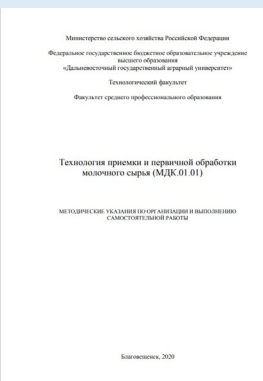 Министерство сельского хозяйства Российской Федерации
Федеральное государственное бюджетное образовательное учреждение
высшего образования
«Дальневосточный государственный аграрный университет»
Технологический факультет
Факультет среднего профессионального образования
Технология приемки и первичной обработки
молочного сырья (МДК.01.01)
МЕТОДИЧЕСКИЕ УКАЗАНИЯ ПО ОРГАНИЗАЦИИ И ВЫПОЛНЕНИЮ
САМОСТОЯТЕЛЬНОЙ РАБОТЫ
Благовещенск, 2020